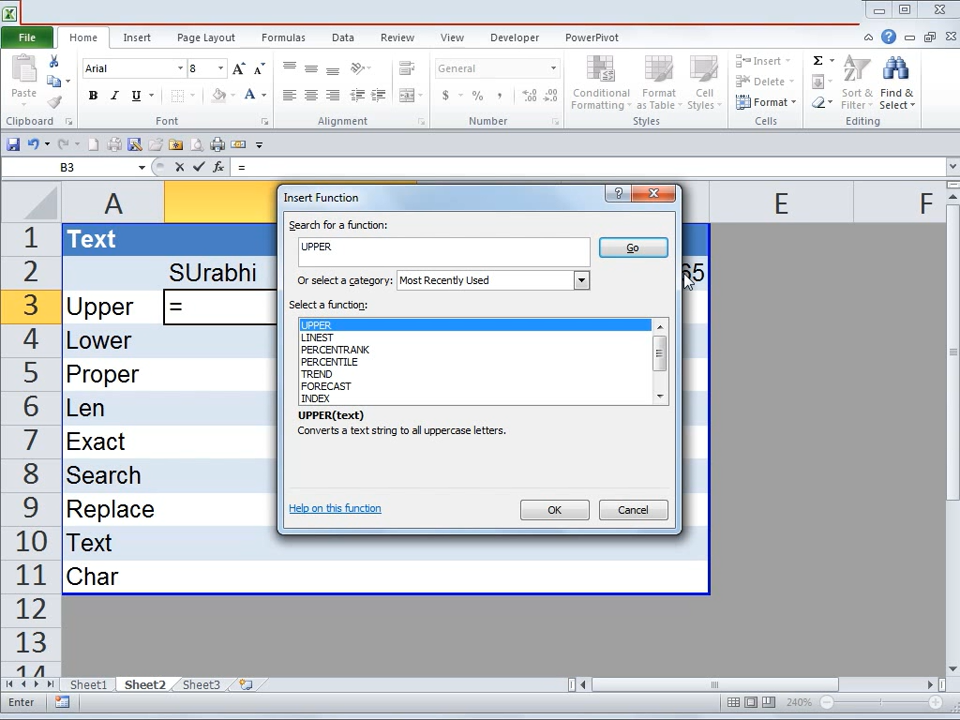 File Home Insert Page Layout Formulas Data Review View Developer PowerPivot
Arial 8 General Insert Σ
Paste Conditional Format Cell Delete Sort & Find &
B I U $ % , Formatting as Table Styles Format Filter Select
Clipboard Font Alignment Number Styles Cells Editing
B3 fx =
A E F
1 Text
2 SUrabhi 65
3 Upper =
4 Lower
5 Proper
6 Len
7 Exact
8 Search
9 Replace
10 Text
11 Char
12
13
14
Insert Function
Search for a function:
UPPER Go
Or select a category: Most Recently Used
Select a function:
UPPER
LINEST
PERCENTRANK
PERCENTILE
TREND
FORECAST
INDEX
UPPER(text)
Converts a text string to all uppercase letters.
Help on this function OK Cancel
Sheet1 Sheet2 Sheet3
Enter 240%